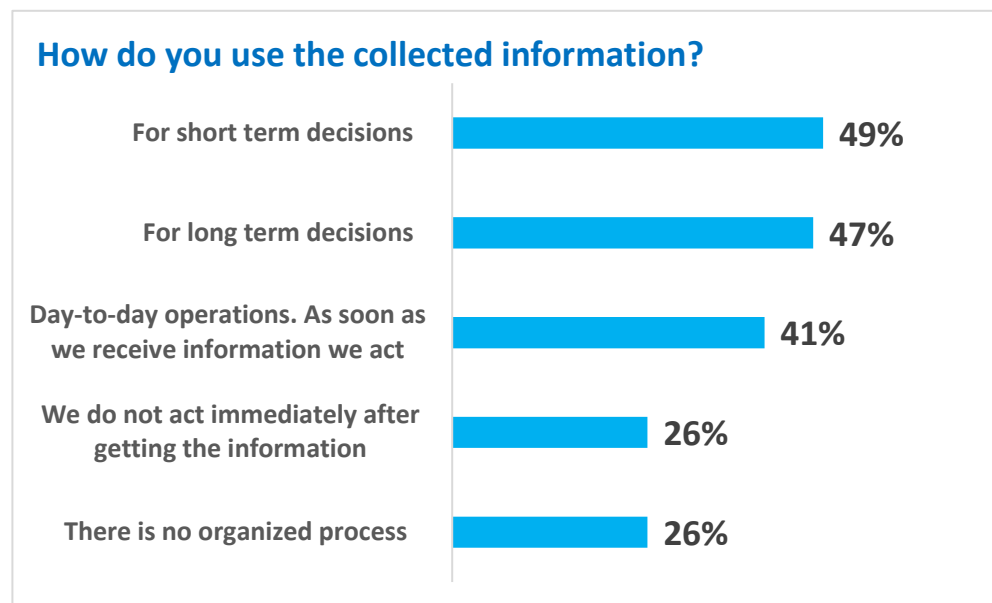 How do you use the collected information?
For short term decisions
49%
For long term decisions
47%
Day-to-day operations. As soon as
we receive information we act
41%
We do not act immediately after
getting the information
26%
There is no organized process
26%